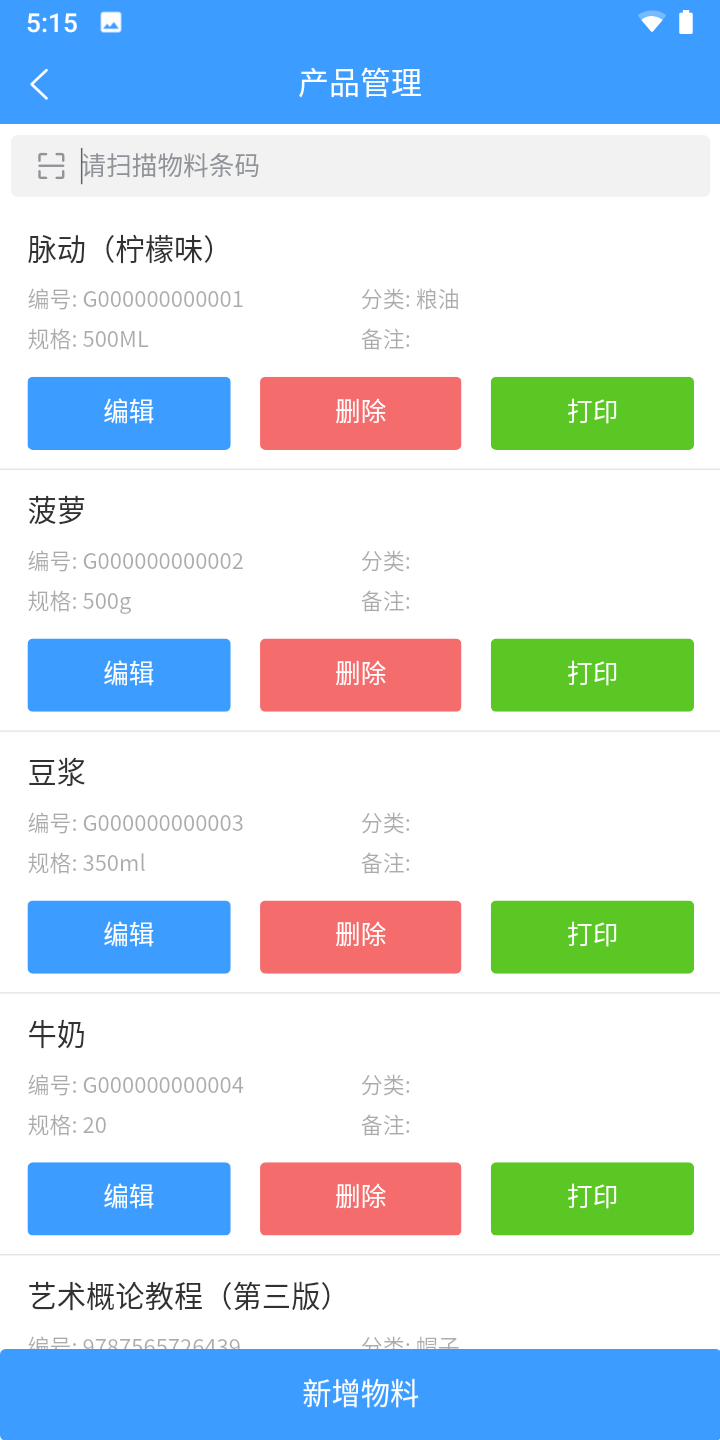 5:15
产品管理
请扫描物料条码
脉动（柠檬味）
编号: G000000000001 分类: 粮油
规格: 500ML 备注:
编辑 删除 打印
菠萝
编号: G000000000002 分类:
规格: 500g 备注:
编辑 删除 打印
豆浆
编号: G000000000003 分类:
规格: 350ml 备注:
编辑 删除 打印
牛奶
编号: G000000000004 分类:
规格: 20 备注:
编辑 删除 打印
艺术概论教程（第三版）
编号: 9787565726439 分类: 帽子
新增物料